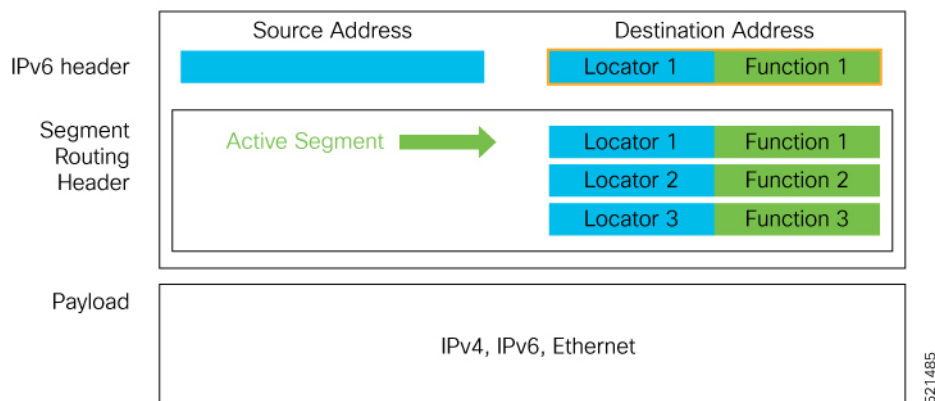 Source Address
Destination Address
IPv6 header
Locator 1
Function 1
Segment
Routing
Header
Active Segment
Locator 1
Function 1
Locator 2
Function 2
Locator 3
Function 3
Payload
IPv4, IPv6, Ethernet
521485